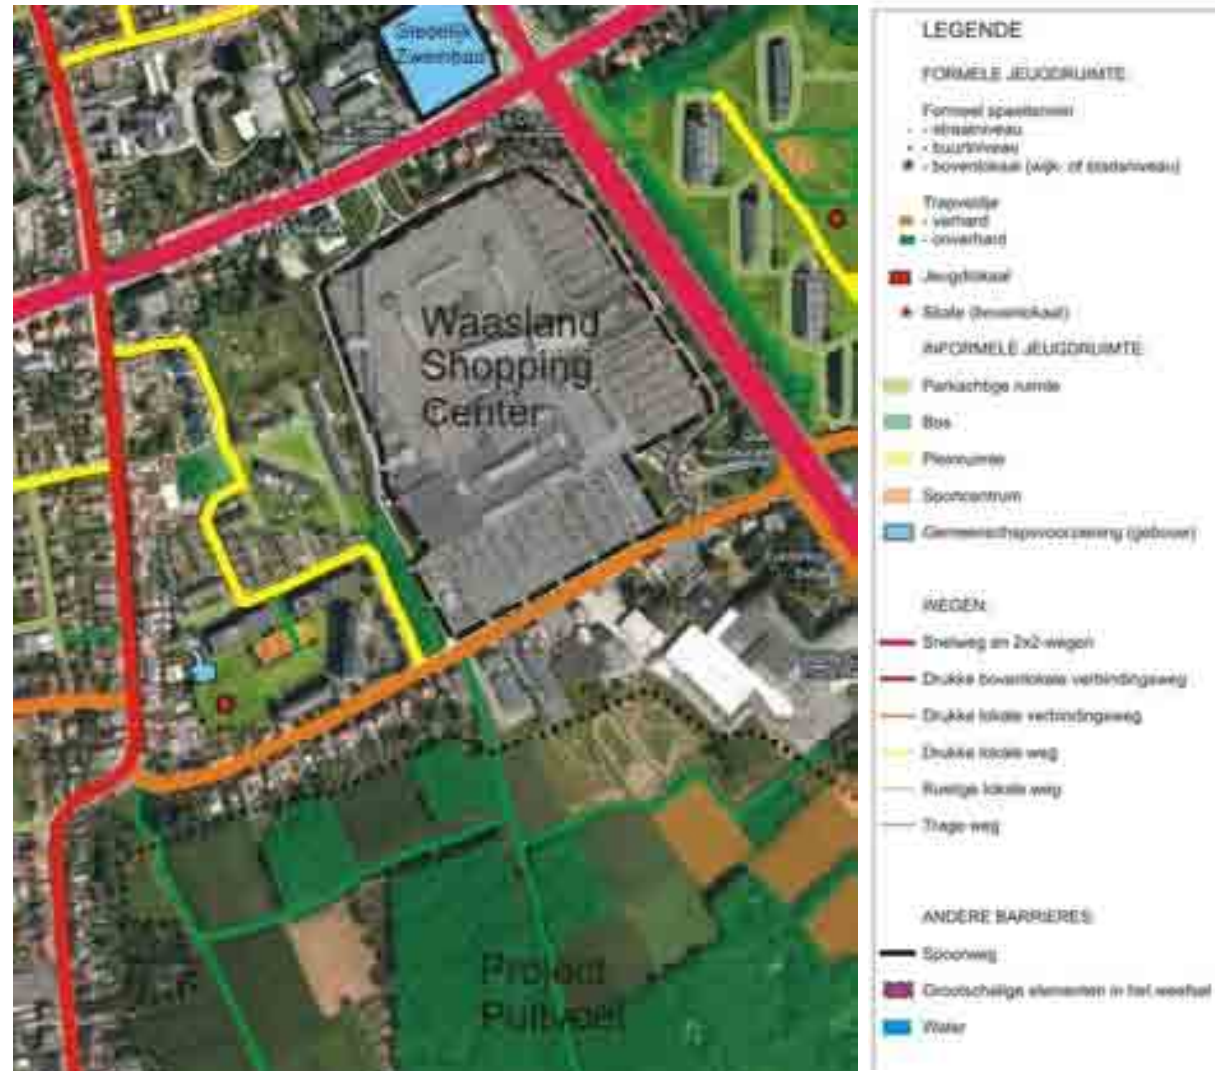 Stedelijk
Zwembad
Waasland
Shopping
Center
Project
Puitvoet
LEGENDE
FORMELE JEUGDRUIMTE:
Formeel speelterrein
- straatniveau
- buurtniveau
- bovenlokaal (wijk- of stadsniveau)
Trapveldje
- verhard
- onverhard
Jeugdlokaal
Skate (bovenlokaal)
INFORMELE JEUGDRUIMTE:
Parkachtige ruimte
Bos
Pleinruimte
Sportcentrum
Gemeenschapsvoorziening (gebouw)
WEGEN:
Snelweg en 2x2-wegen
Drukke bovenlokale verbindingsweg
Drukke lokale verbindingsweg
Drukke lokale weg
Rustige lokale weg
Trage weg
ANDERE BARRIERES:
Spoorweg
Grootschalige elementen in het weefsel
Water